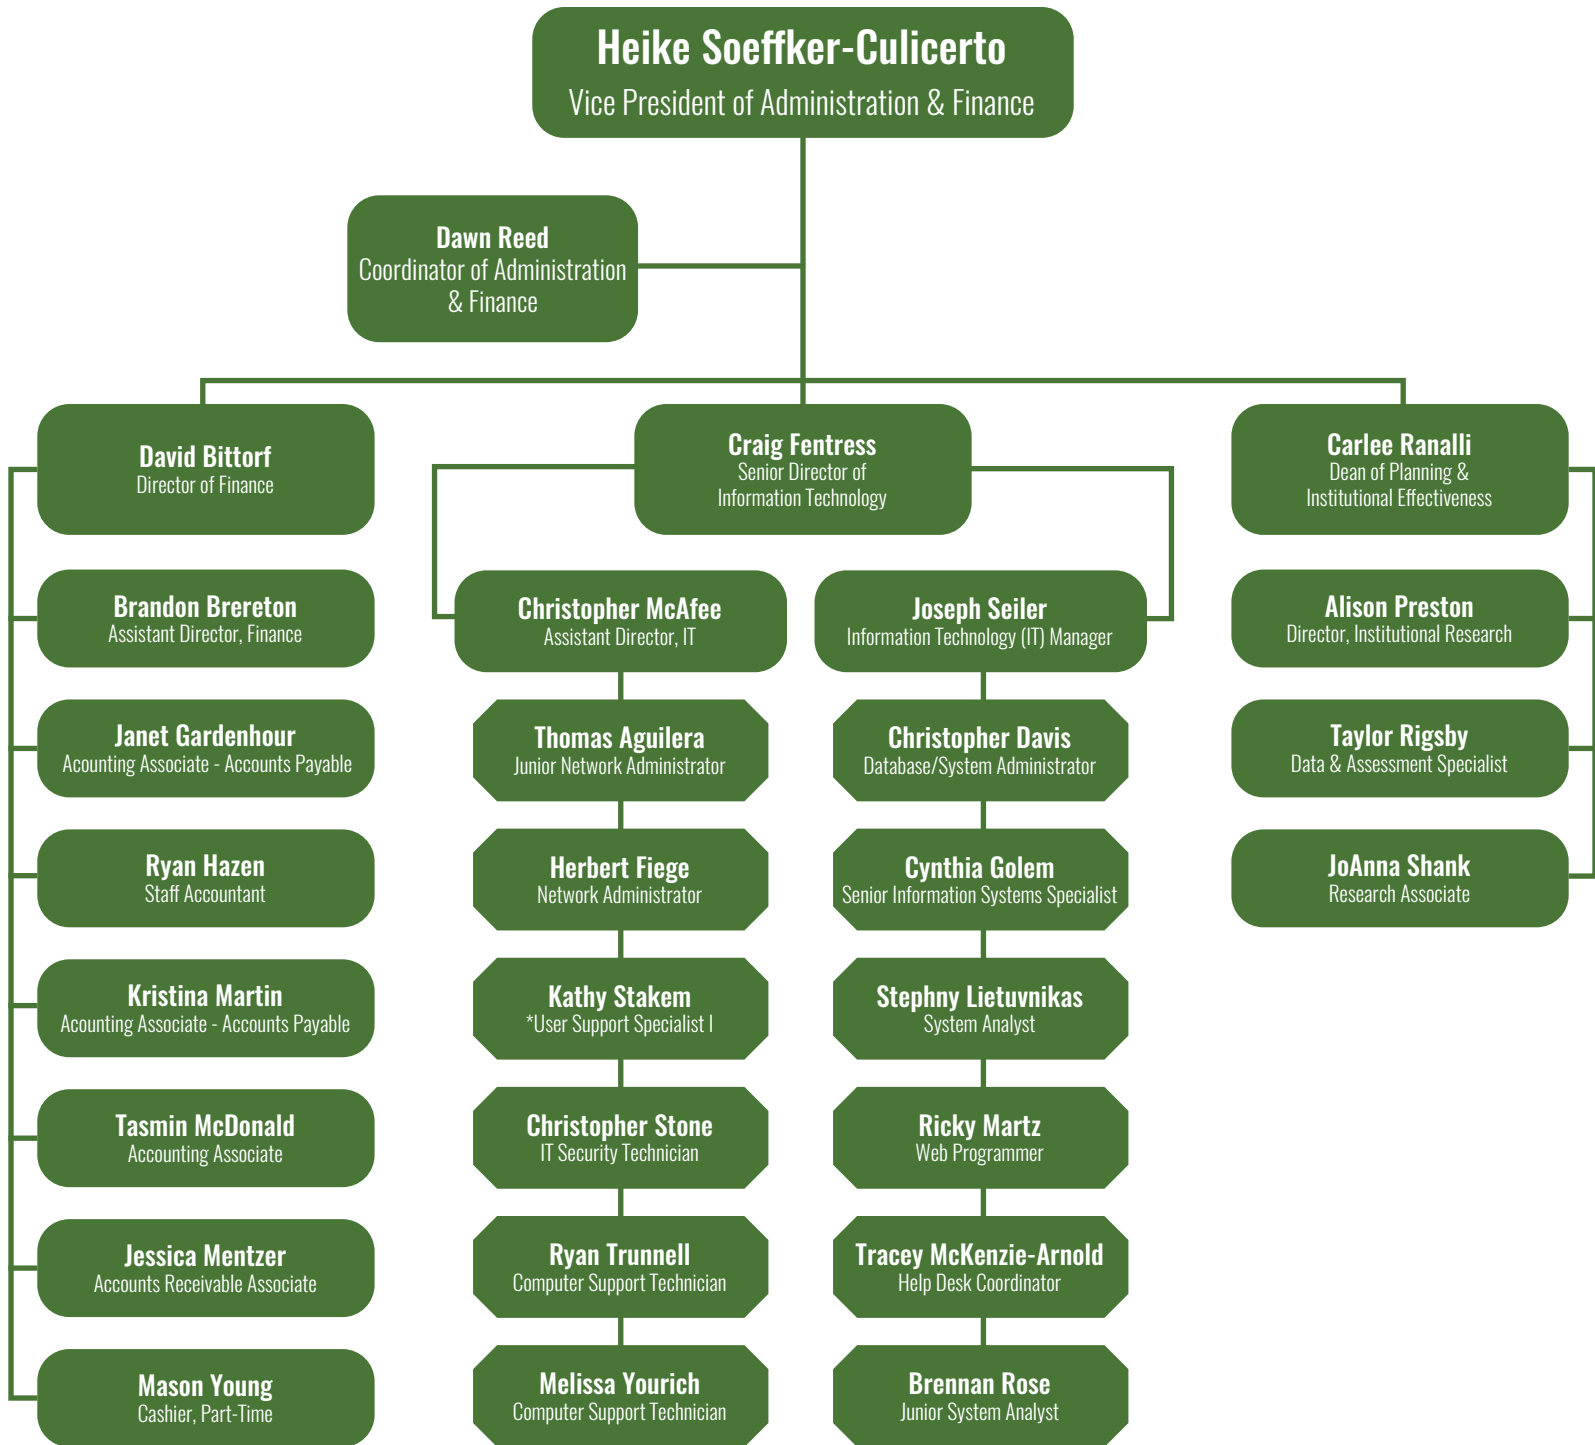 Heike Soeffker-Culicerto
Vice President of Administration & Finance
Dawn Reed
Coordinator of Administration
& Finance
David Bittorf
Director of Finance
Brandon Brereton
Assistant Director, Finance
Janet Gardenhour
Acounting Associate - Accounts Payable
Ryan Hazen
Staff Accountant
Kristina Martin
Acounting Associate - Accounts Payable
Tasmin McDonald
Accounting Associate
Jessica Mentzer
Accounts Receivable Associate
Mason Young
Cashier, Part-Time
Craig Fentress
Senior Director of
Information Technology
Christopher McAfee
Assistant Director, IT
Thomas Aguilera
Junior Network Administrator
Herbert Fiege
Network Administrator
Kathy Stakem
*User Support Specialist I
Christopher Stone
IT Security Technician
Ryan Trunnell
Computer Support Technician
Melissa Yourich
Computer Support Technician
Joseph Seiler
Information Technology (IT) Manager
Christopher Davis
Database/System Administrator
Cynthia Golem
Senior Information Systems Specialist
Stephny Lietuvnikas
System Analyst
Ricky Martz
Web Programmer
Tracey McKenzie-Arnold
Help Desk Coordinator
Brennan Rose
Junior System Analyst
Carlee Ranalli
Dean of Planning &
Institutional Effectiveness
Alison Preston
Director, Institutional Research
Taylor Rigsby
Data & Assessment Specialist
JoAnna Shank
Research Associate